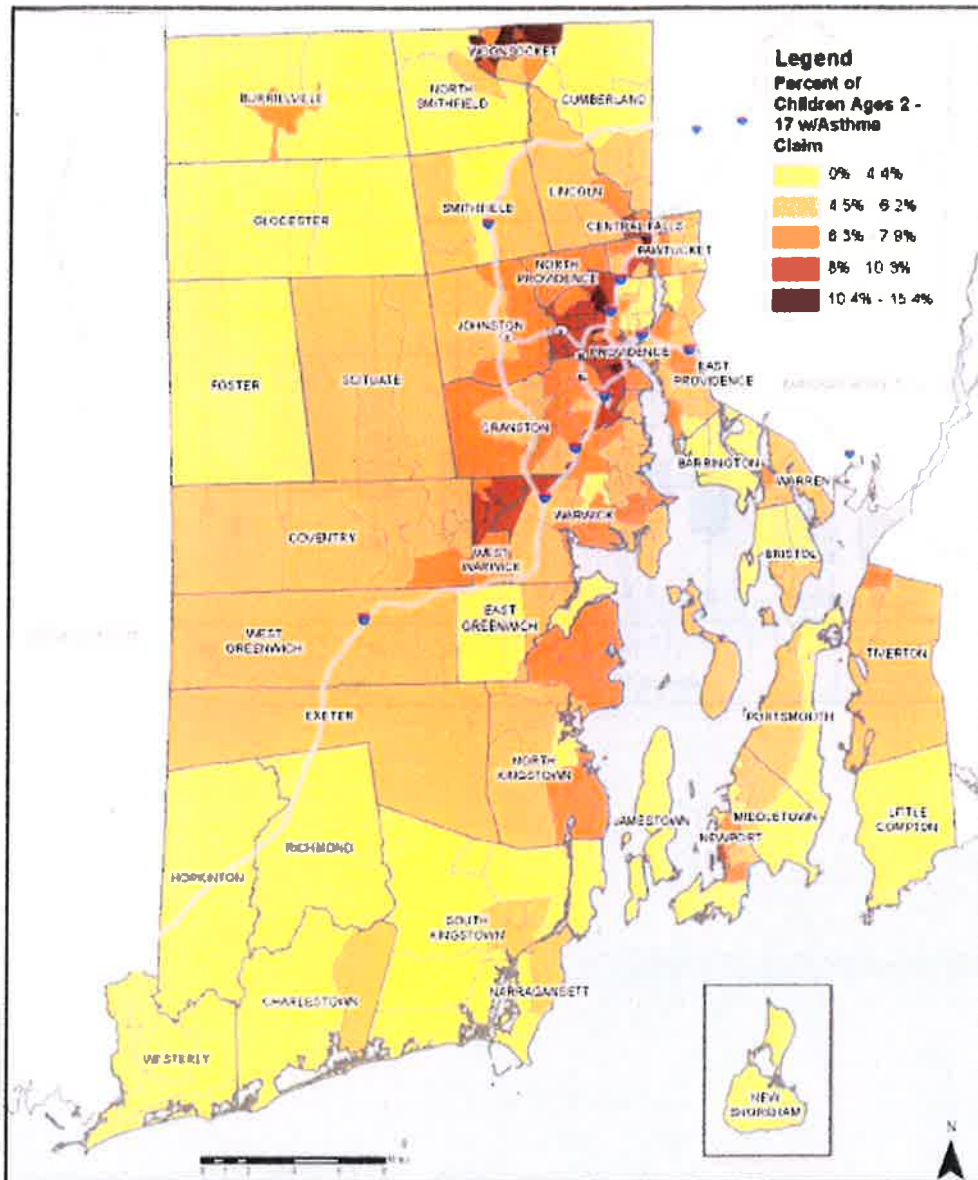 WOONSOCKET
Legend
Percent of
Children Ages 2 -
17 w/Asthma
Claim
0% 4.4%
4.5% 6.2%
6.3% 7.9%
8% 10.3%
10.4% - 15.4%
BURRILLVILLE
NORTH
SMITHFIELD
CUMBERLAND
GLOCESTER
SMITHFIELD
LINCOLN
CENTRAL FALLS
PAWTUCKET
NORTH
PROVIDENCE
JOHNSTON
PROVIDENCE
EAST
PROVIDENCE
FOSTER
SCITUATE
CRANSTON
BARRINGTON
WARREN
COVENTRY
WARWICK
WEST
WARWICK
BRISTOL
WEST
GREENWICH
EAST
GREENWICH
TIVERTON
EXETER
PORTSMOUTH
NORTH
KINGSTOWN
JAMESTOWN
MIDDLETOWN
NEWPORT
LITTLE
COMPTON
RICHMOND
HOPKINTON
SOUTH
KINGSTOWN
CHARLESTOWN
NARRAGANSETT
WESTERLY
NEW
SHOREHAM
N